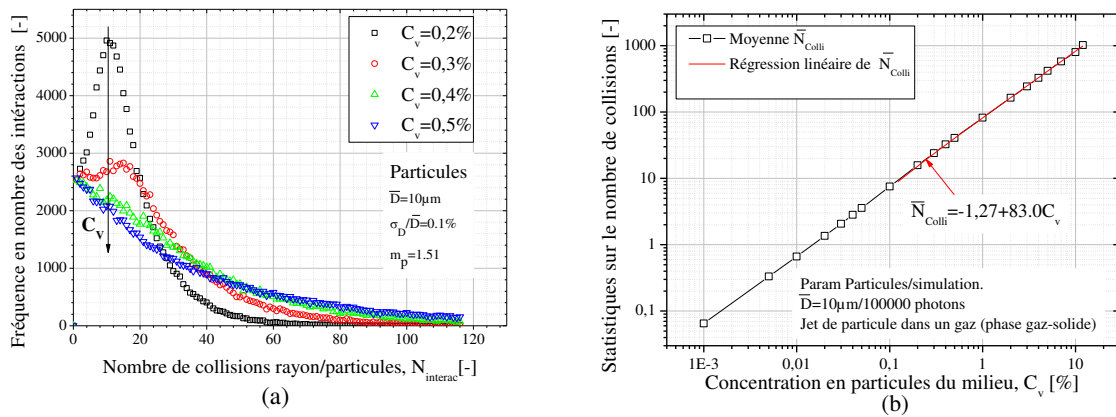 Fréquence en nombre des intéractions [-]
5000
4000
3000
2000
1000
0
0 20 40 60 80 100 120
Nombre de collisions rayon/particules, N_interac[-]
C_v=0,2%
C_v=0,3%
C_v=0,4%
C_v=0,5%
Particules
D̅=10µm
σ_D/D̅=0.1%
m_p=1.51
C_v
(a)
Statistiques sur le nombre de collisions [-]
1000
100
10
1
0,1
1E-3 0,01 0,1 1 10
Concentration en particules du milieu, C_v [%]
Moyenne N̅_Colli
Régression linéaire de N̅_Colli
N̅_Colli=-1,27+83.0C_v
Param Particules/simulation.
D̅=10µm/100000 photons
Jet de particule dans un gaz (phase gaz-solide)
(b)